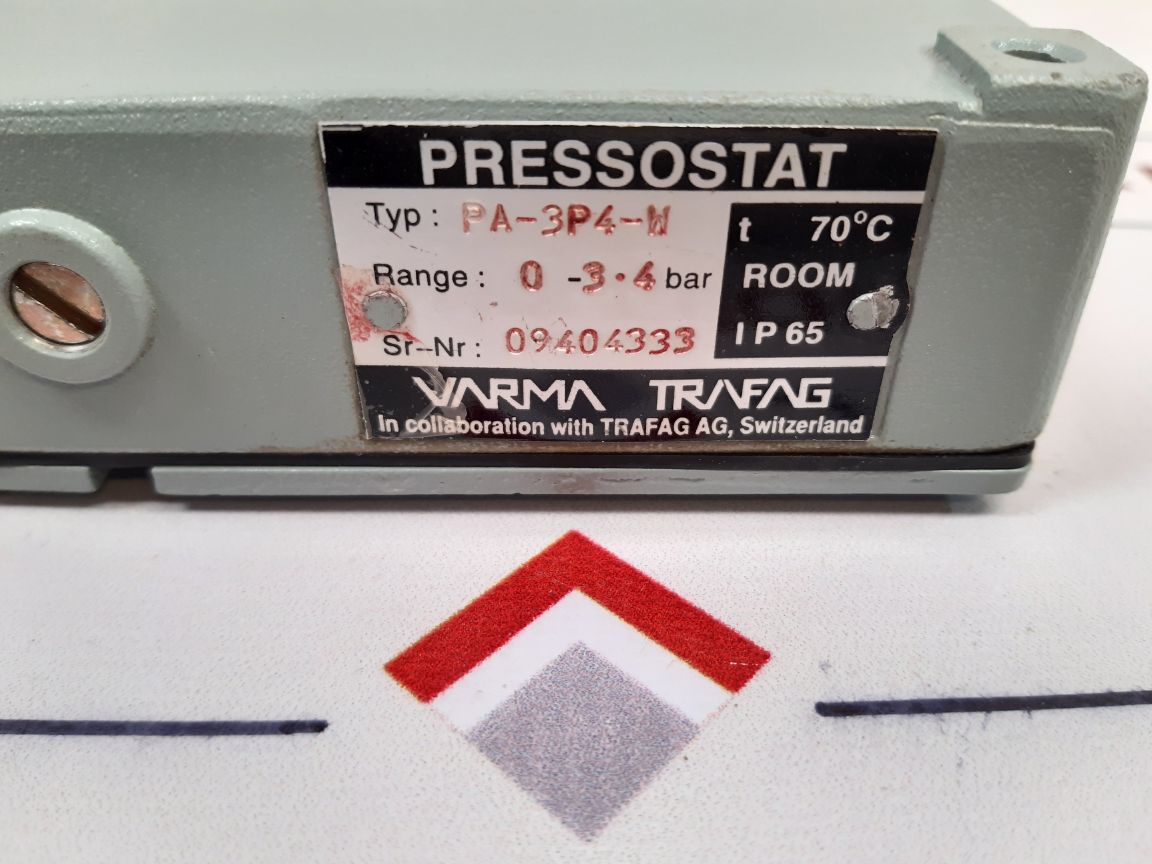 PRESSOSTAT
Typ : PA-3P4-W
Range : 0 -3.4 bar
Sr-Nr : 09404333
t 70°C
ROOM
IP65
VARMA TRAFAG
In collaboration with TRAFAG AG, Switzerland